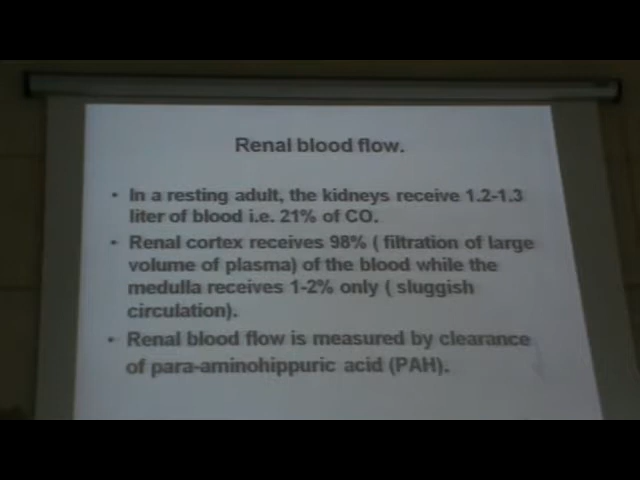 Renal blood flow.
• In a resting adult, the kidneys receive 1.2-1.3
liter of blood i.e. 21% of CO.
• Renal cortex receives 98% ( filtration of large
volume of plasma) of the blood while the
medulla receives 1-2% only ( sluggish
circulation).
• Renal blood flow is measured by clearance
of para-aminohippuric acid (PAH).